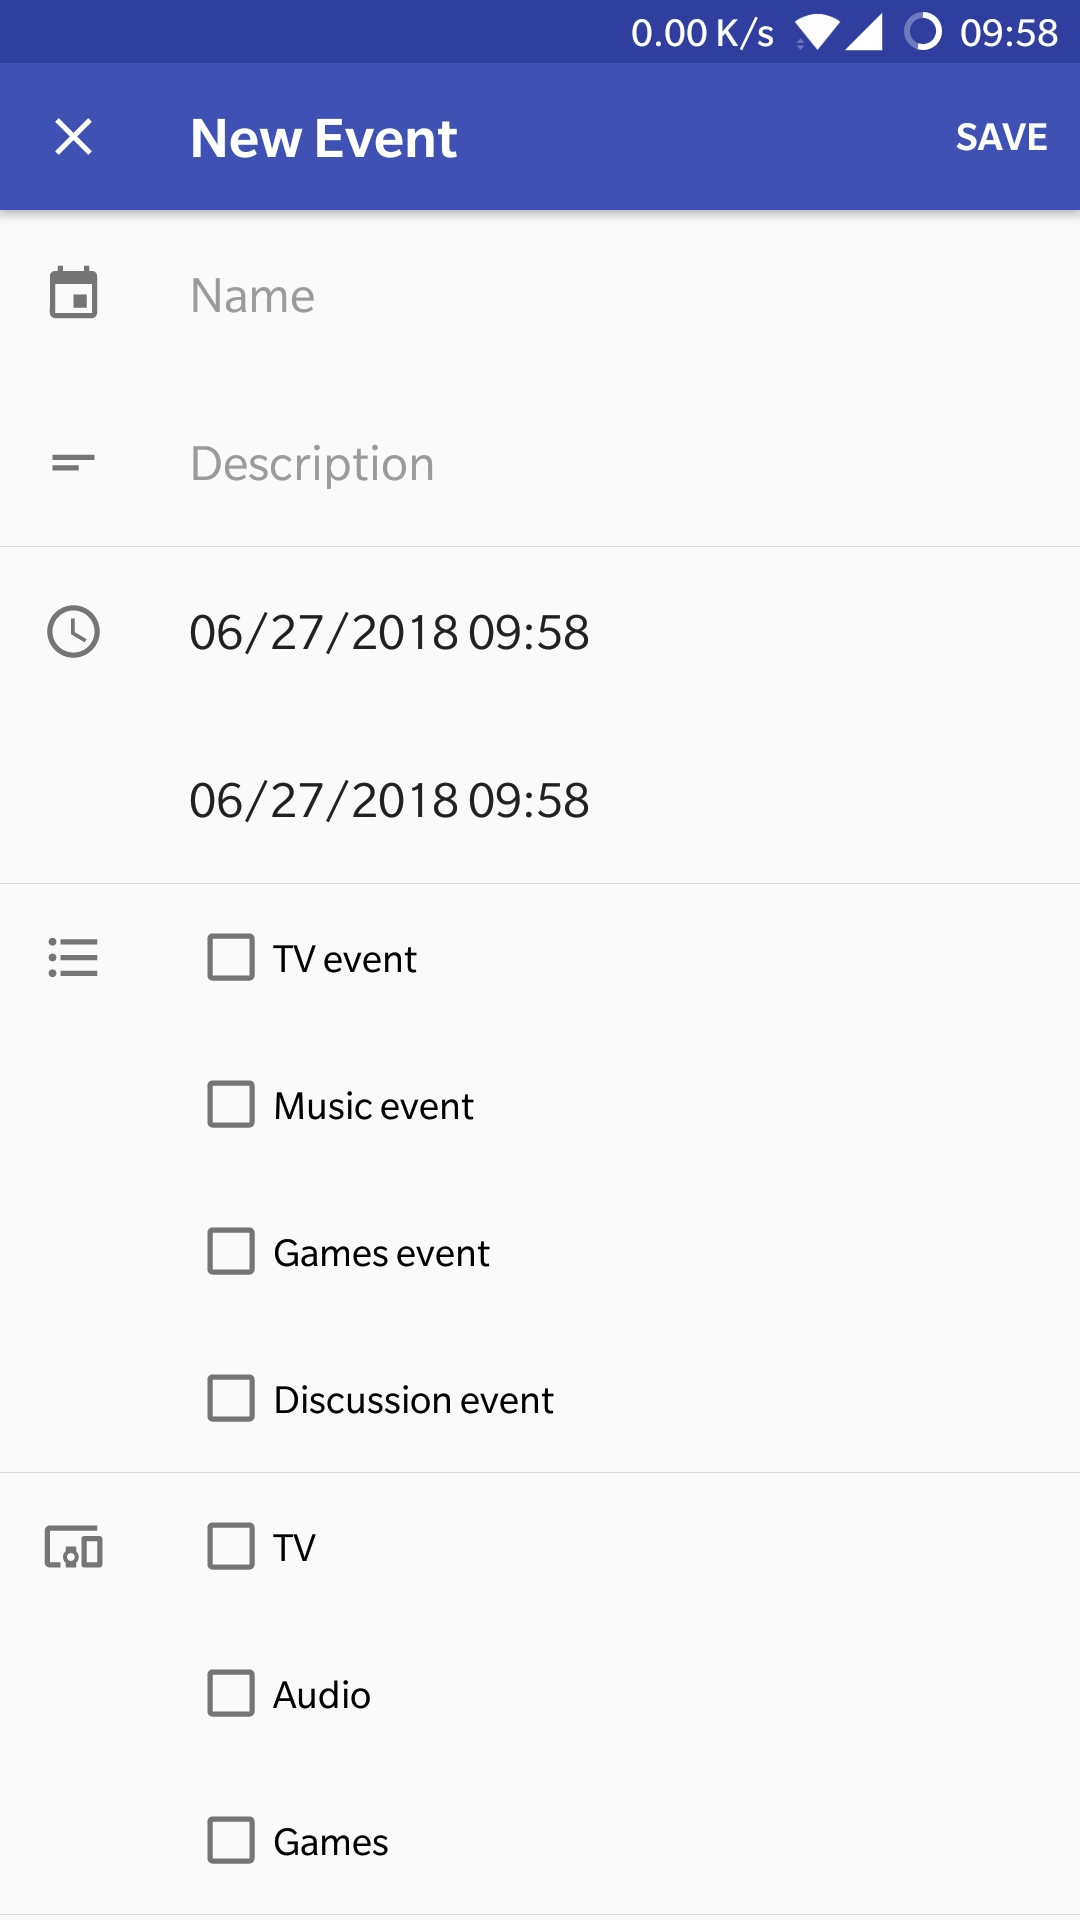 0.00 K/s 09:58
New Event SAVE
Name
Description
06/27/2018 09:58
06/27/2018 09:58
TV event
Music event
Games event
Discussion event
TV
Audio
Games